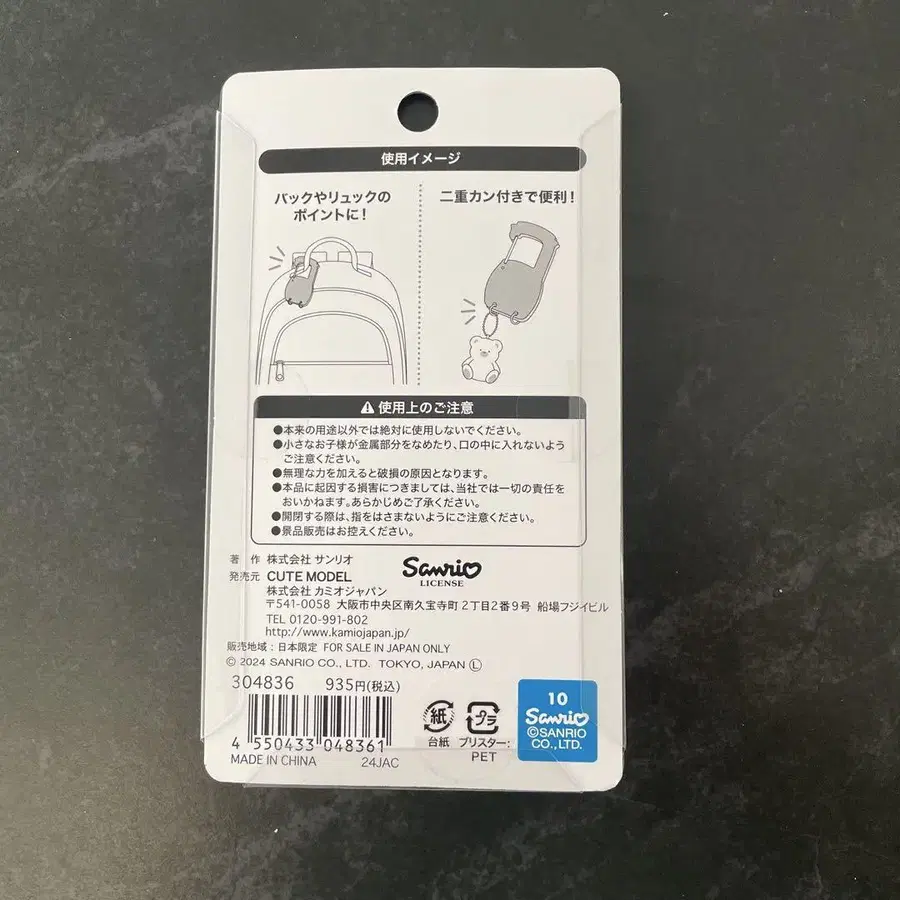 使用イメージ
バックやリュックの
ポイントに!
二重カン付きで便利!
⚠使用上のご注意
●本来の用途以外では絶対に使用しないでください。
●小さなお子様が金属部分をなめたり、口の中に入れないよう
ご注意ください。
●無理な力を加えると破損の原因となります。
●本品に起因する損害につきましては、当社では一切の責任を
おいかねます。あらかじめご了承ください。
●開閉する際は、指をはさまないようにご注意ください。
●景品販売はお控えください。
著 作 株式会社 サンリオ
発売元 CUTE MODEL
株式会社 カミオジャパン
Sanrio
LICENSE
〒541-0058 大阪市中央区南久宝寺町2丁目2番9号 船場フジイビル
TEL 0120-991-802
http://www.kamiojapan.jp/
販売地域:日本限定 FOR SALE IN JAPAN ONLY
© 2024 SANRIO CO., LTD. TOKYO, JAPAN Ⓛ
304836 935円(税込)
4 550433 048361
MADE IN CHINA 24JAC
紙
台紙
プラ
ブリスター:
PET
10
Sanrio
©SANRIO
CO.,LTD.